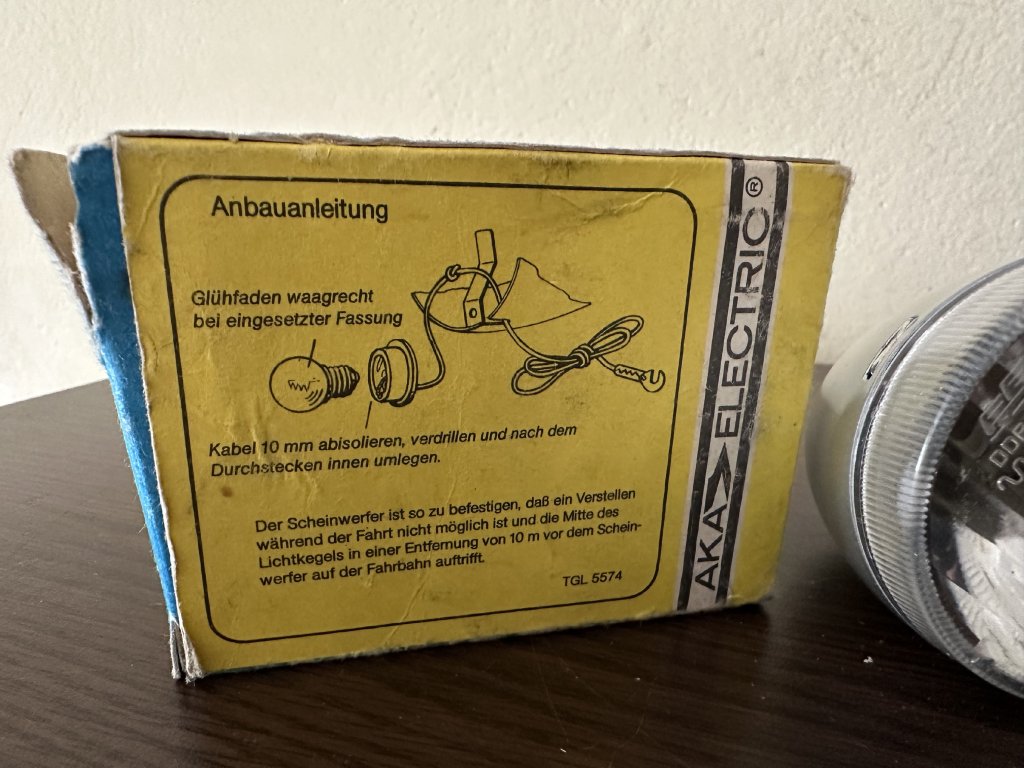 Anbauanleitung
Glühfaden waagrecht
bei eingesetzter Fassung
Kabel 10 mm abisolieren, verdrillen und nach dem
Durchstecken innen umlegen.
Der Scheinwerfer ist so zu befestigen, daß ein Verstellen
während der Fahrt nicht möglich ist und die Mitte des
Lichtkegels in einer Entfernung von 10 m vor dem Schein-
werfer auf der Fahrbahn auftrifft.
TGL 5574
AKA ELECTRIC®
DDR